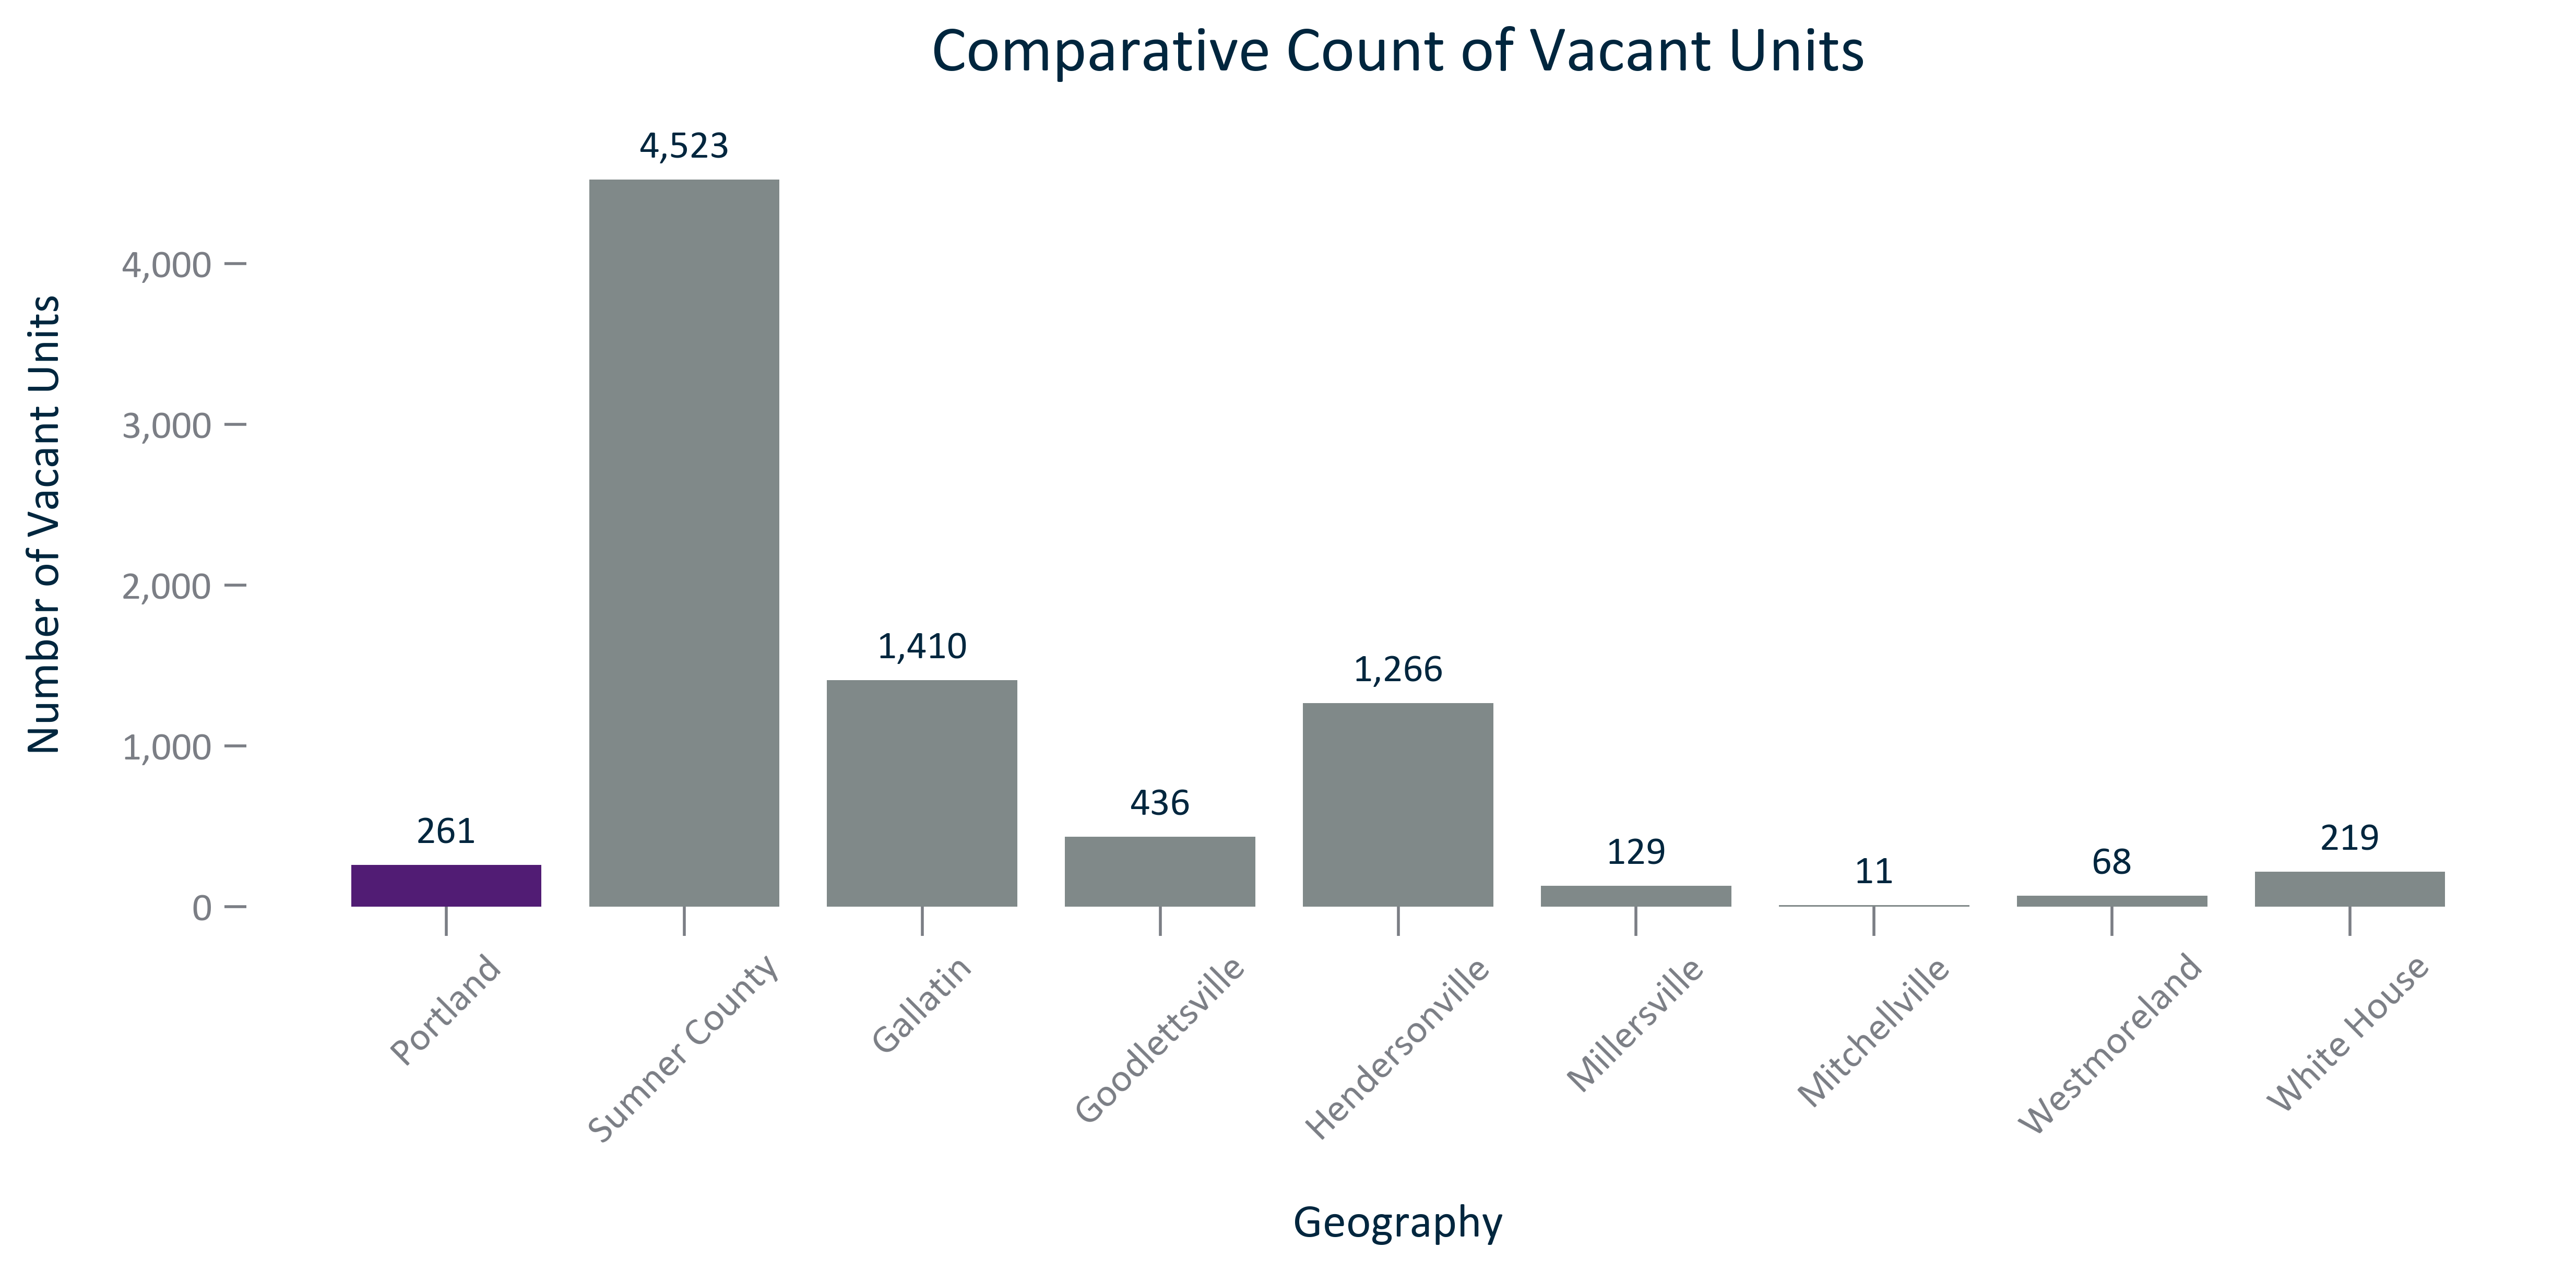 Comparative Count of Vacant Units
Number of Vacant Units
4,000
3,000
2,000
1,000
0
261
4,523
1,410
436
1,266
129
11
68
219
Portland
Sumner County
Gallatin
Goodlettsville
Hendersonville
Millersville
Mitchellville
Westmoreland
White House
Geography